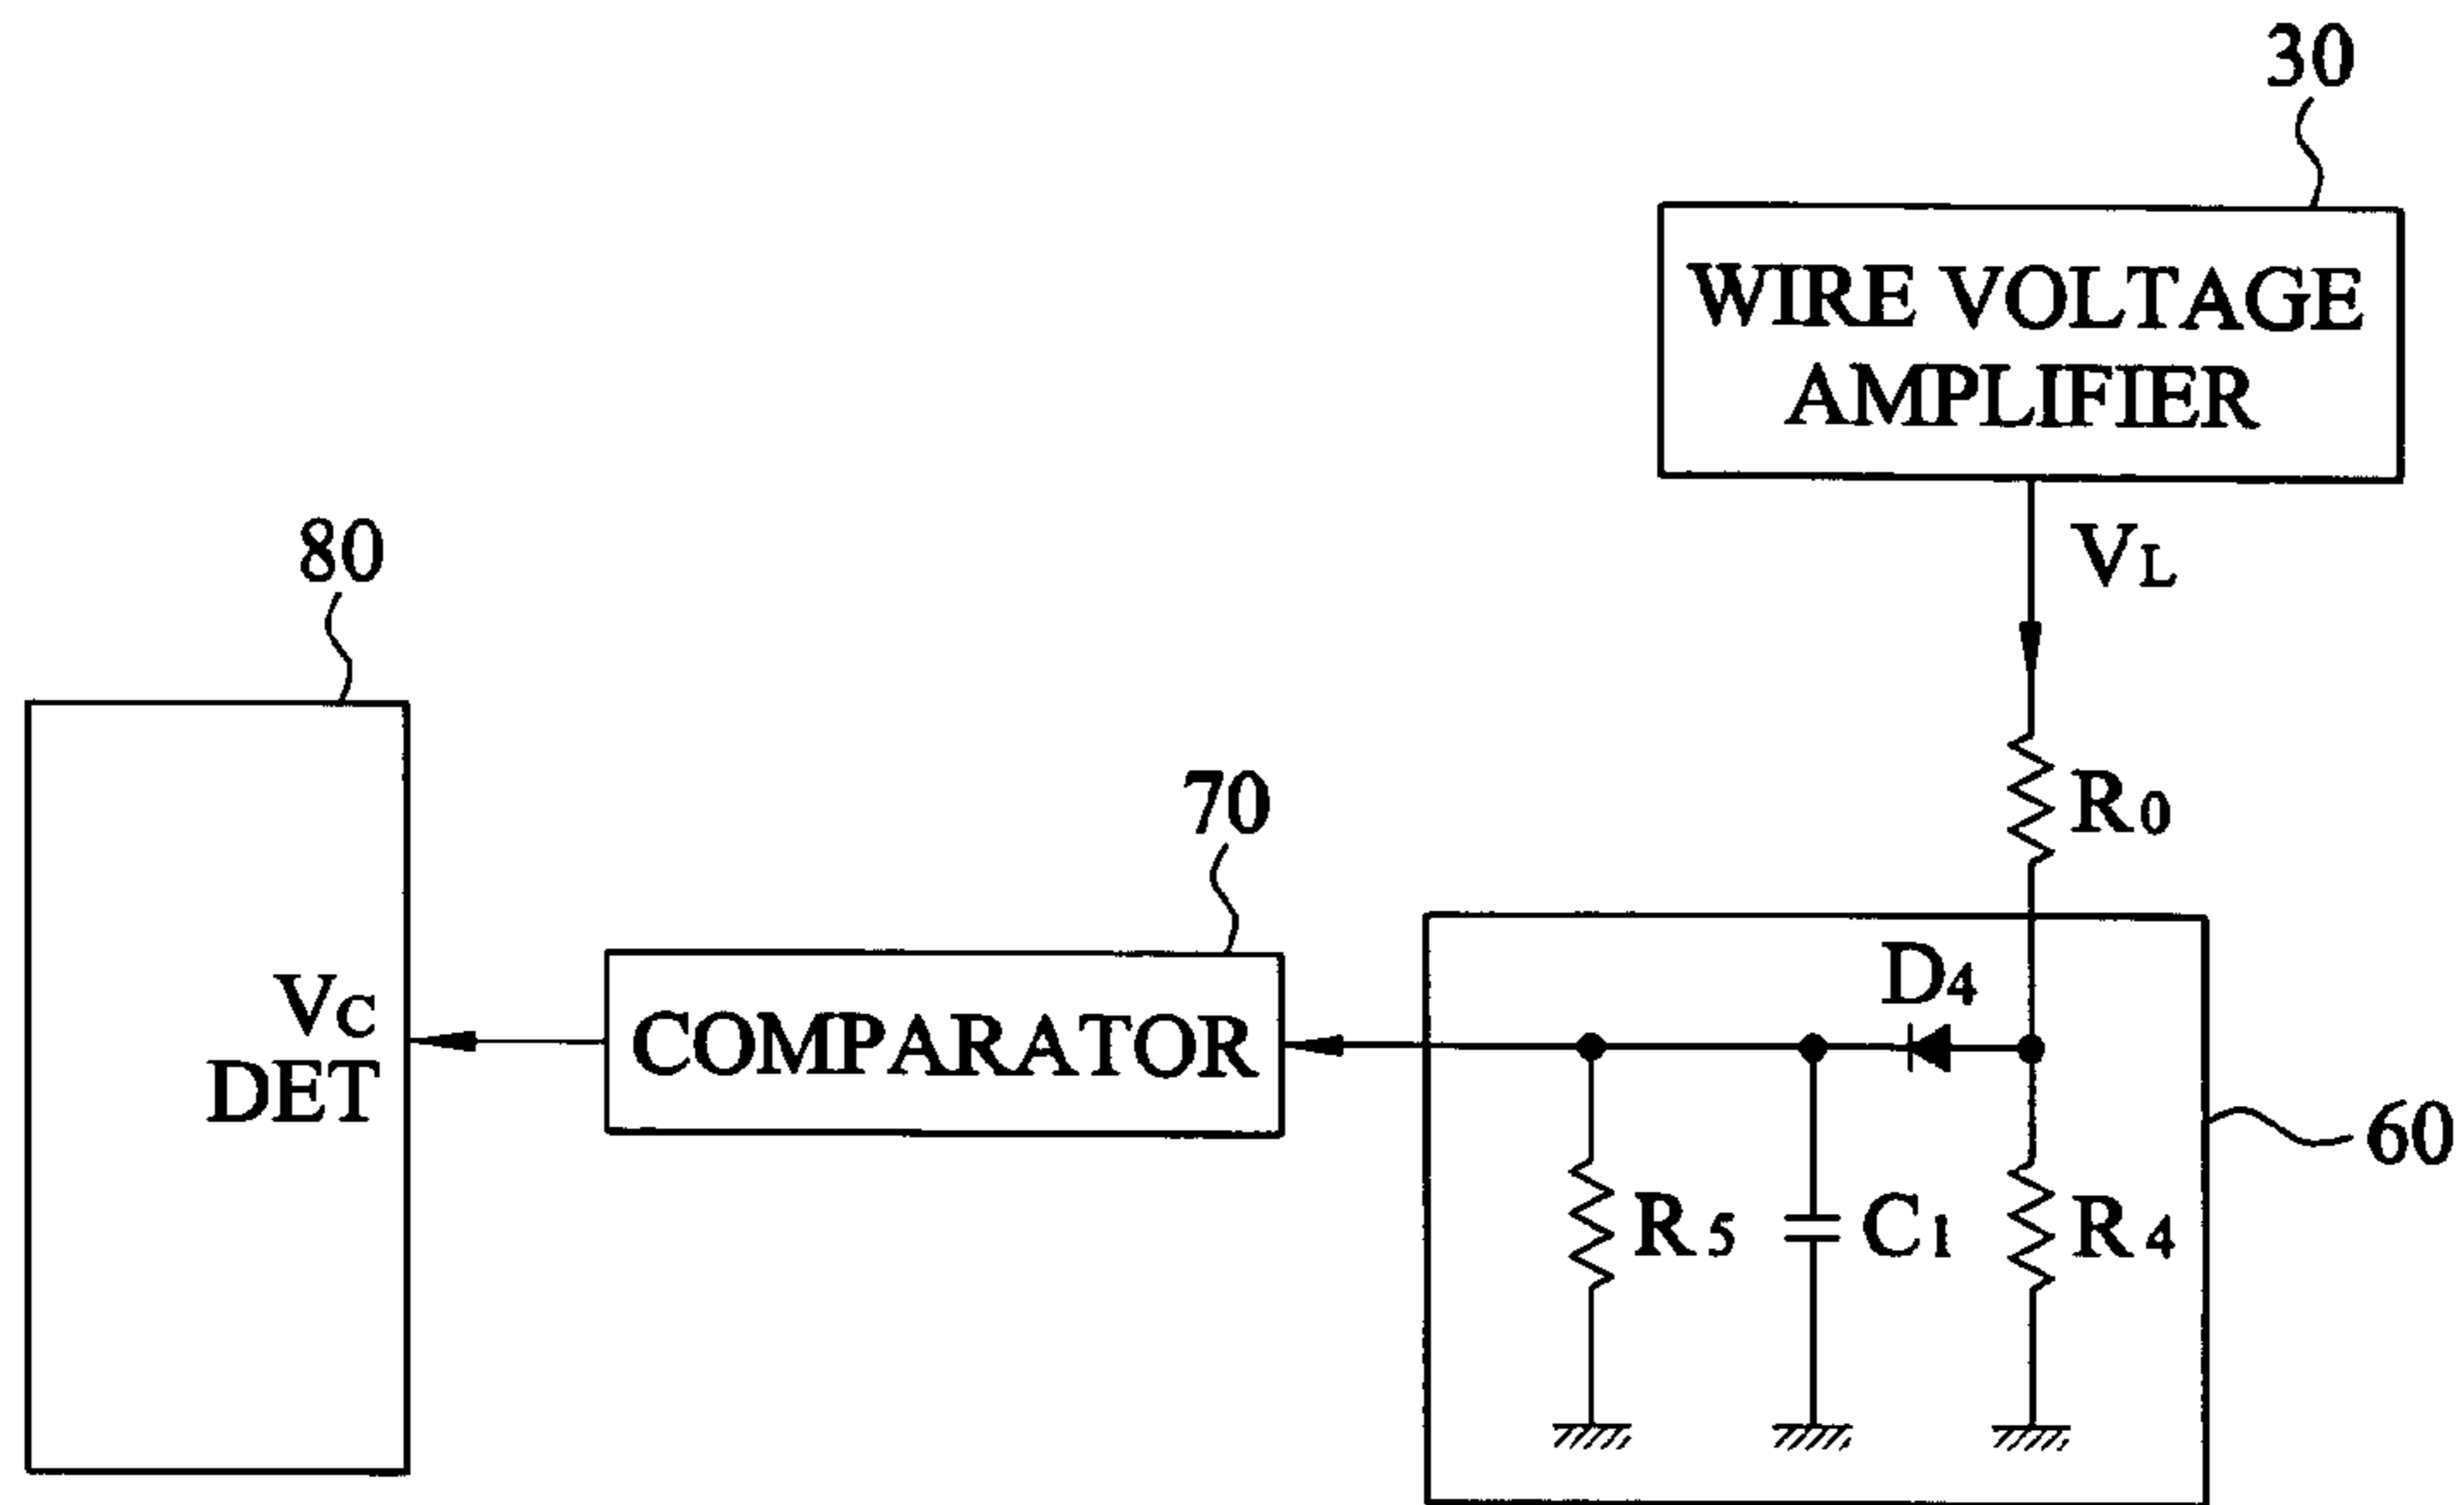 30
WIRE VOLTAGE
AMPLIFIER
VL
80
R0
70
D4
VC
DET
COMPARATOR
60
R5
C1
R4